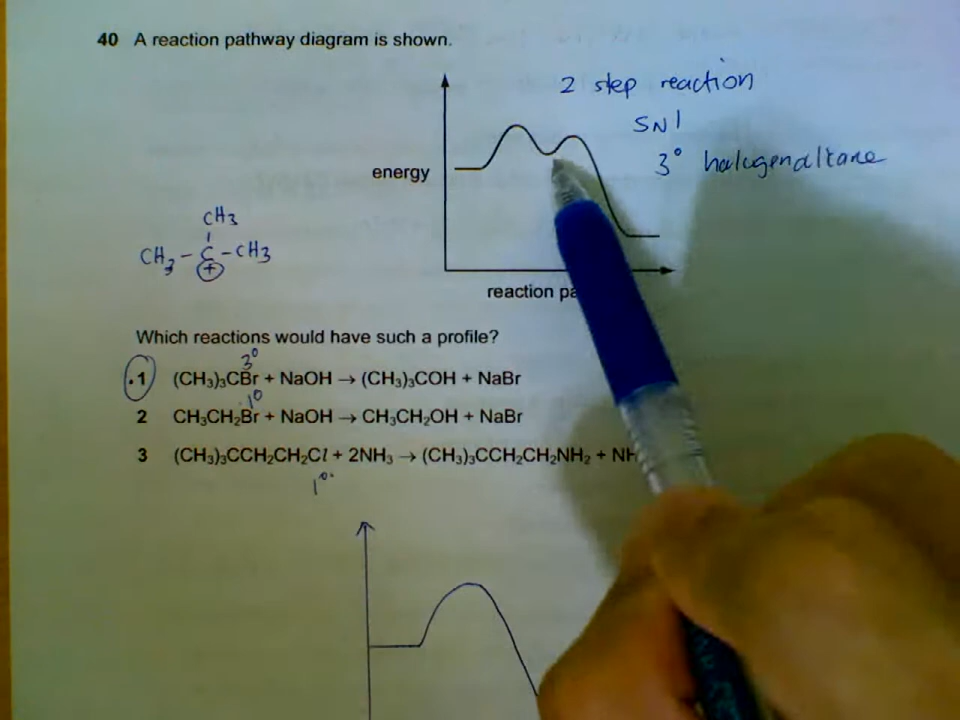 40 A reaction pathway diagram is shown.
2 step reaction
SN1
3° halogenalkane
energy
CH₃
CH₃ – C – CH₃
+
reaction pa
Which reactions would have such a profile?
3°
1 (CH₃)₃CBr + NaOH → (CH₃)₃COH + NaBr
1°
2 CH₃CH₂Br + NaOH → CH₃CH₂OH + NaBr
3 (CH₃)₃CCH₂CH₂Cl + 2NH₃ → (CH₃)₃CCH₂CH₂NH₂ + NH
1°